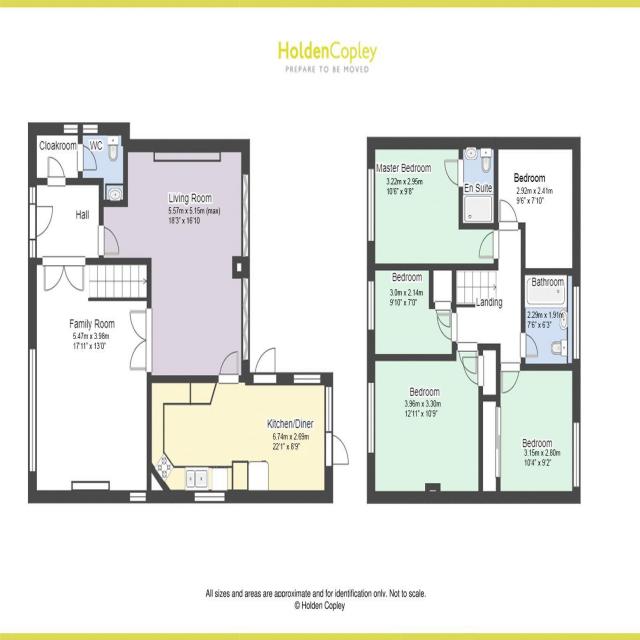 HoldenCopley
PREPARE TO BE MOVED
Cloakroom
WC
Hall
Living Room
5.57m x 5.15m (max)
18'3" x 16'10
Family Room
5.47m x 3.98m
17'11" x 13'0"
Kitchen/Diner
6.74m x 2.69m
22'1" x 8'9"
Master Bedroom
3.22m x 2.95m
10'6" x 9'8"
En Suite
Bedroom
2.92m x 2.41m
9'6" x 7'10"
Bedroom
3.0m x 2.14m
9'10" x 7'0"
Landing
Bathroom
2.29m x 1.91m
7'6" x 6'3"
Bedroom
3.96m x 3.30m
12'11" x 10'9"
Bedroom
3.15m x 2.80m
10'4" x 9'2"
All sizes and areas are approximate and for identification only. Not to scale.
© Holden Copley